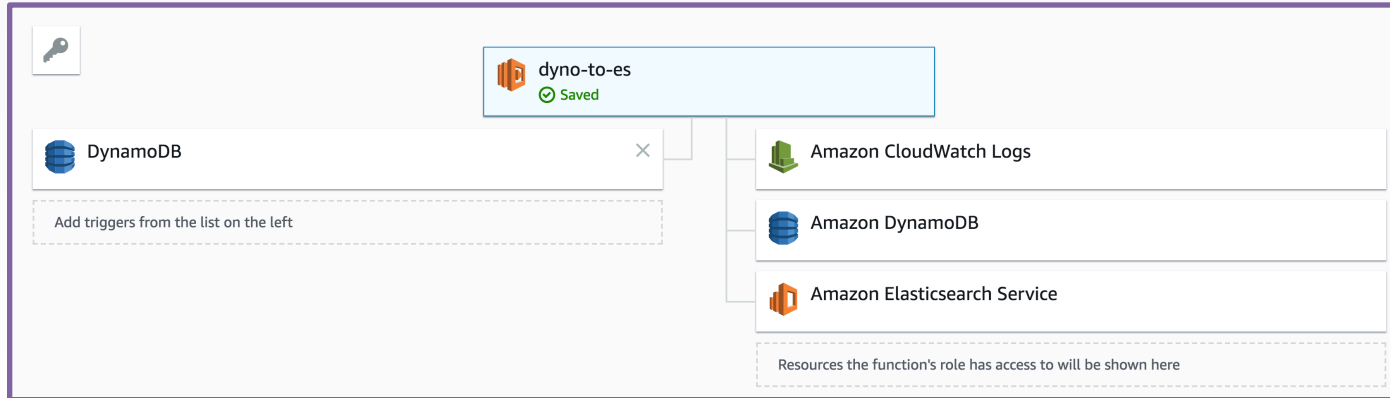 dyno-to-es
Saved
DynamoDB
Add triggers from the list on the left
Amazon CloudWatch Logs
Amazon DynamoDB
Amazon Elasticsearch Service
Resources the function's role has access to will be shown here